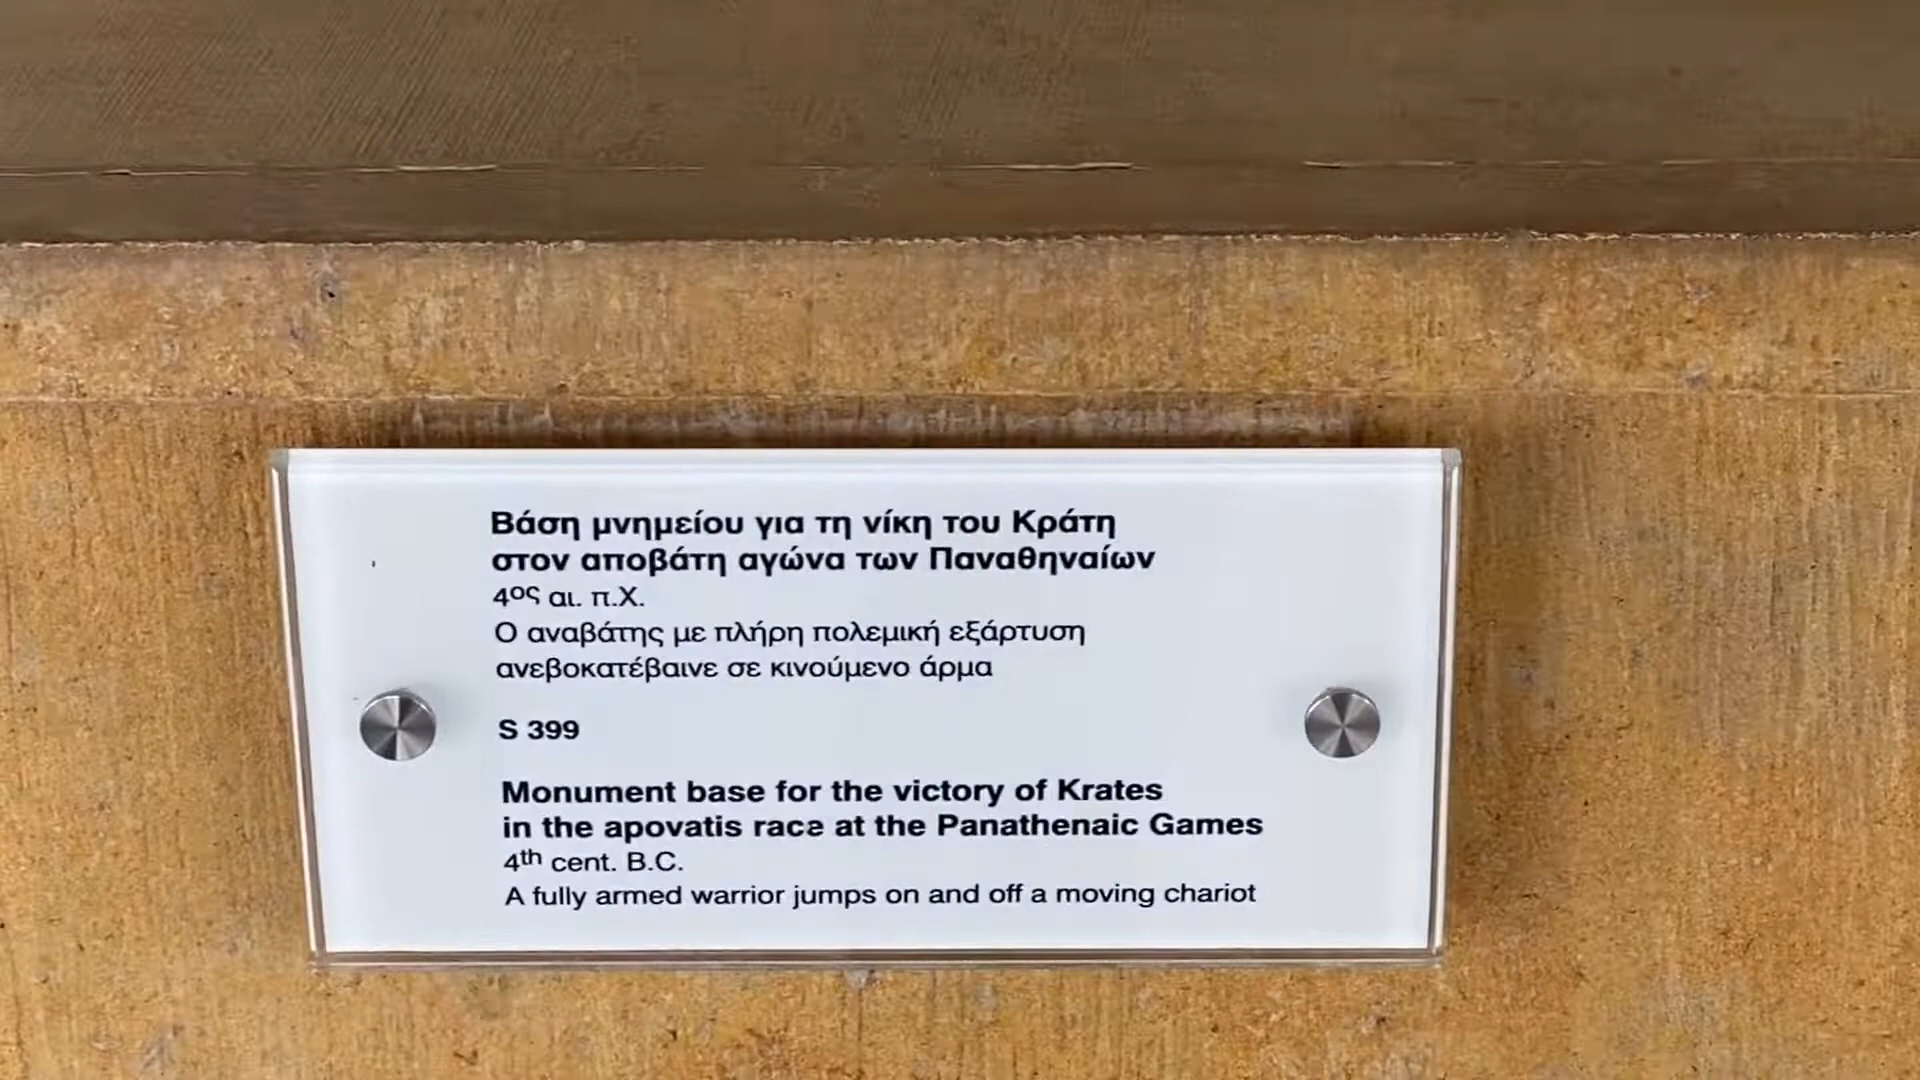 Βάση μνημείου για τη νίκη του Κράτη
στον αποβάτη αγώνα των Παναθηναίων
4ος αι. π.Χ.
Ο αναβάτης με πλήρη πολεμική εξάρτυση
ανεβοκατέβαινε σε κινούμενο άρμα
S 399
Monument base for the victory of Krates
in the apovatis race at the Panathenaic Games
4th cent. B.C.
A fully armed warrior jumps on and off a moving chariot